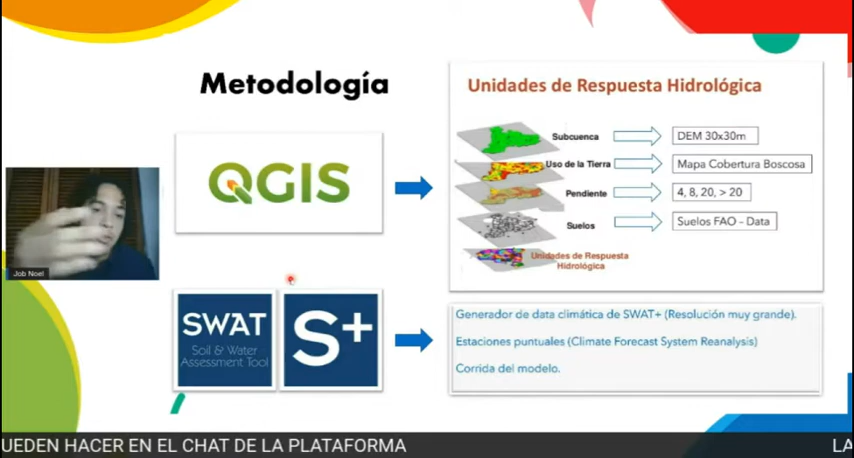 Metodología
QGIS
Unidades de Respuesta Hidrológica
Subcuenca
DEM 30x30m
Uso de la Tierra
Mapa Cobertura Boscosa
Pendiente
4, 8, 20, > 20
Suelos
Suelos FAO - Data
Unidades de Respuesta
Hidrológica
Job Noel
SWAT
Soil & Water
Assessment Tool
S+
Generador de data climática de SWAT+ (Resolución muy grande).
Estaciones puntuales (Climate Forecast System Reanalysis)
Corrida del modelo.
UEDEN HACER EN EL CHAT DE LA PLATAFORMA
LA